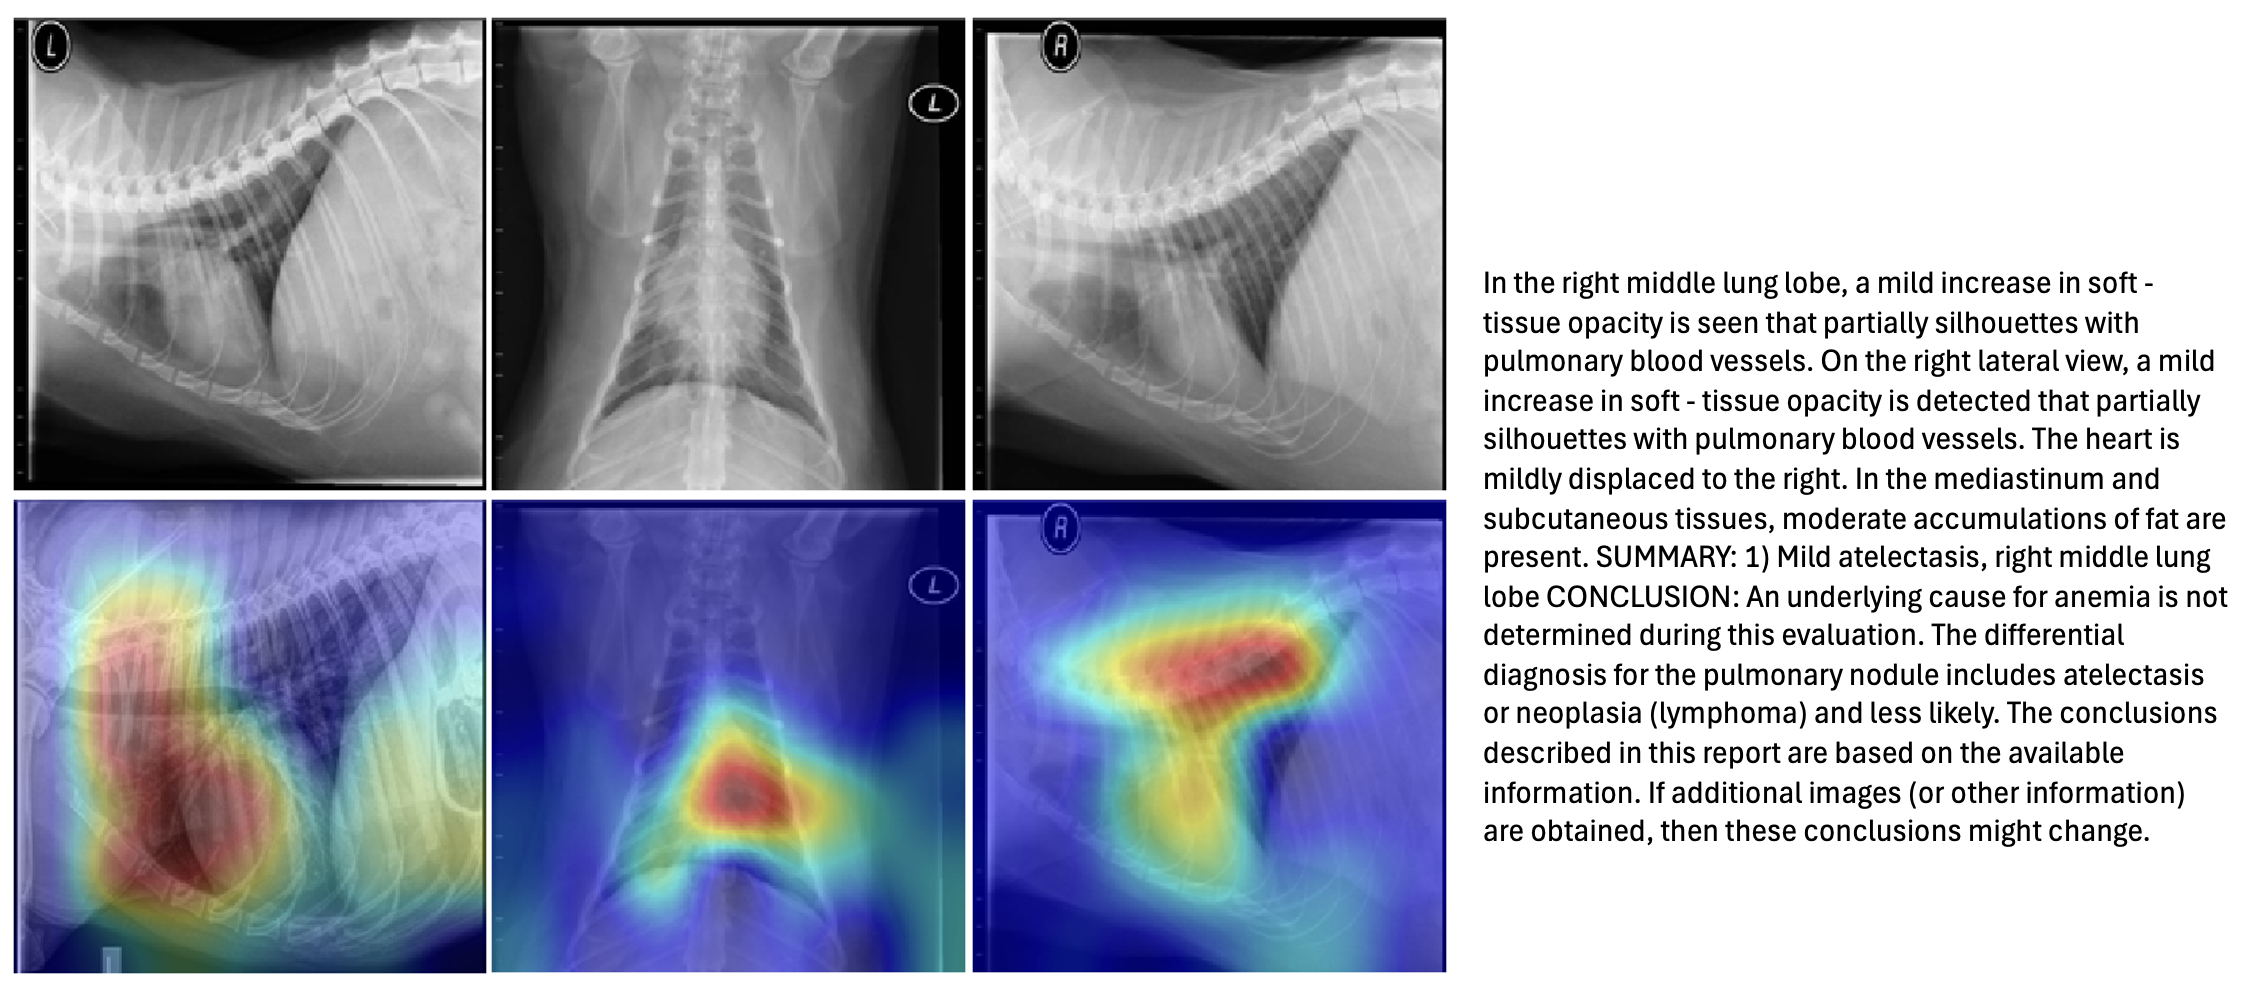 L
L
R
L
R
In the right middle lung lobe, a mild increase in soft -
tissue opacity is seen that partially silhouettes with
pulmonary blood vessels. On the right lateral view, a mild
increase in soft - tissue opacity is detected that partially
silhouettes with pulmonary blood vessels. The heart is
mildly displaced to the right. In the mediastinum and
subcutaneous tissues, moderate accumulations of fat are
present. SUMMARY: 1) Mild atelectasis, right middle lung
lobe CONCLUSION: An underlying cause for anemia is not
determined during this evaluation. The differential
diagnosis for the pulmonary nodule includes atelectasis
or neoplasia (lymphoma) and less likely. The conclusions
described in this report are based on the available
information. If additional images (or other information)
are obtained, then these conclusions might change.